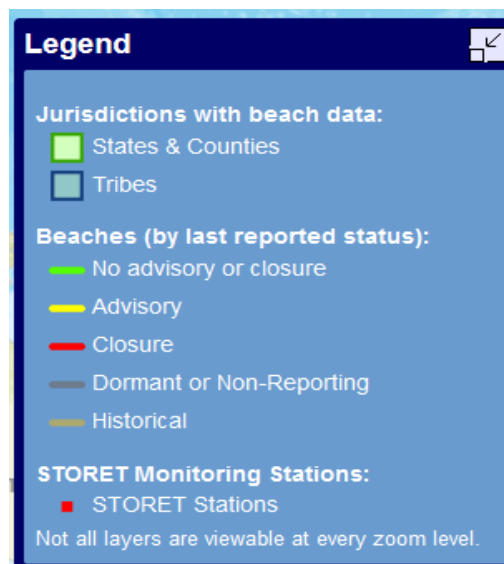 Legend
Jurisdictions with beach data:
States & Counties
Tribes
Beaches (by last reported status):
No advisory or closure
Advisory
Closure
Dormant or Non-Reporting
Historical
STORET Monitoring Stations:
STORET Stations
Not all layers are viewable at every zoom level.